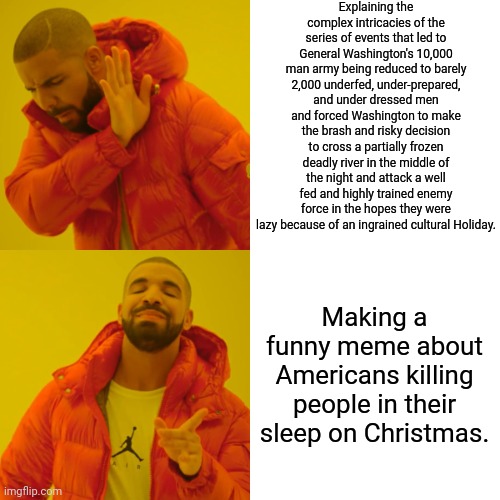 Explaining the
complex intricacies of the
series of events that led to
General Washington's 10,000
man army being reduced to barely
2,000 underfed, under-prepared,
and under dressed men
and forced Washington to make
the brash and risky decision
to cross a partially frozen
deadly river in the middle of
the night and attack a well
fed and highly trained enemy
force in the hopes they were
lazy because of an ingrained cultural Holiday.
Making a
funny meme about
Americans killing
people in their
sleep on Christmas.
AIR
imgflip.com